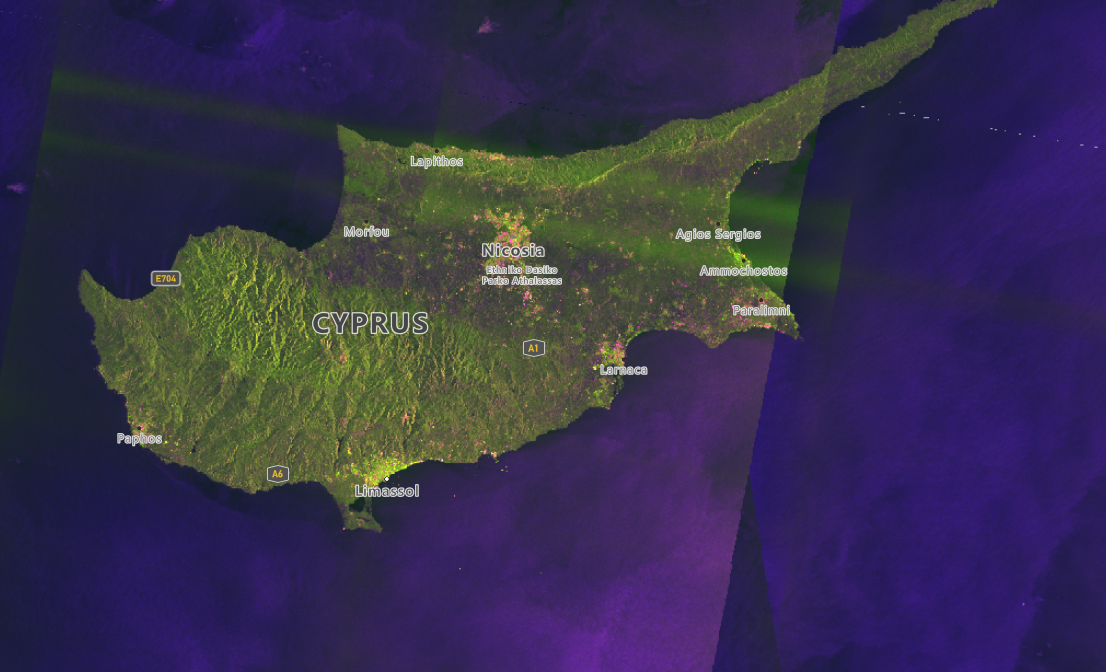 Lapithos
Morfou
Nicosia
Agios Sergios
Ethniko Dasiko
Parko Athalassas
Ammochostos
E704
Paralimni
CYPRUS
A1
Larnaca
Paphos
A6
Limassol